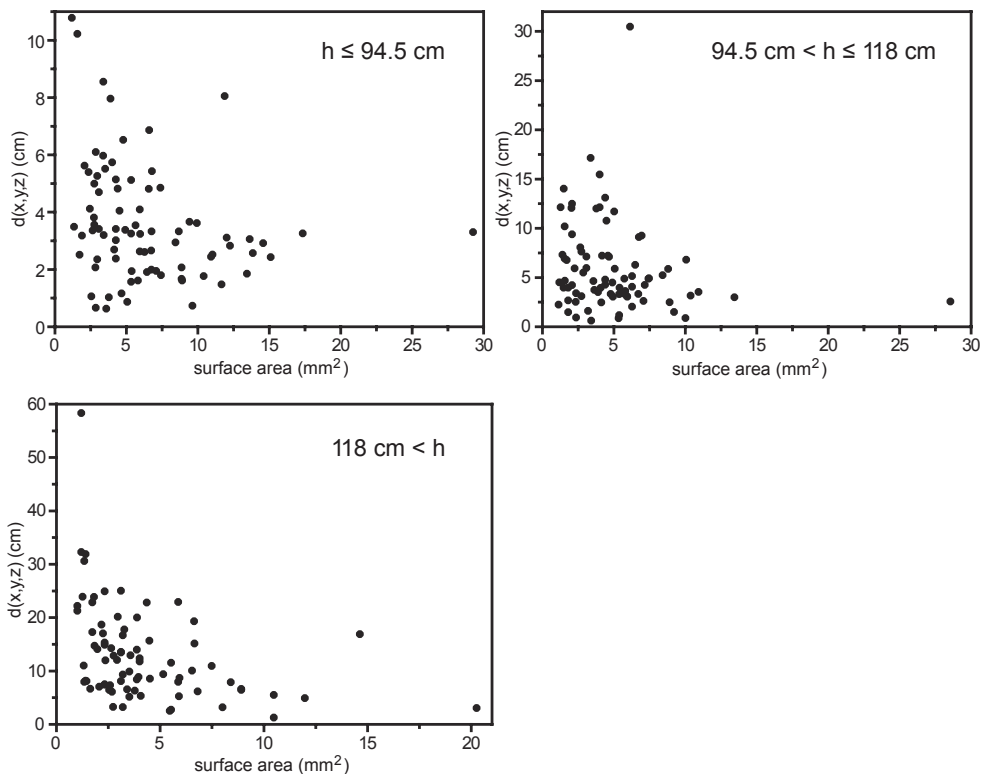 h ≤ 94.5 cm
d(x,y,z) (cm)
10
8
6
4
2
0
0 5 10 15 20 25 30
surface area (mm²)
94.5 cm < h ≤ 118 cm
d(x,y,z) (cm)
30
25
20
15
10
5
0
0 5 10 15 20 25 30
surface area (mm²)
118 cm < h
d(x,y,z) (cm)
60
50
40
30
20
10
0
0 5 10 15 20
surface area (mm²)